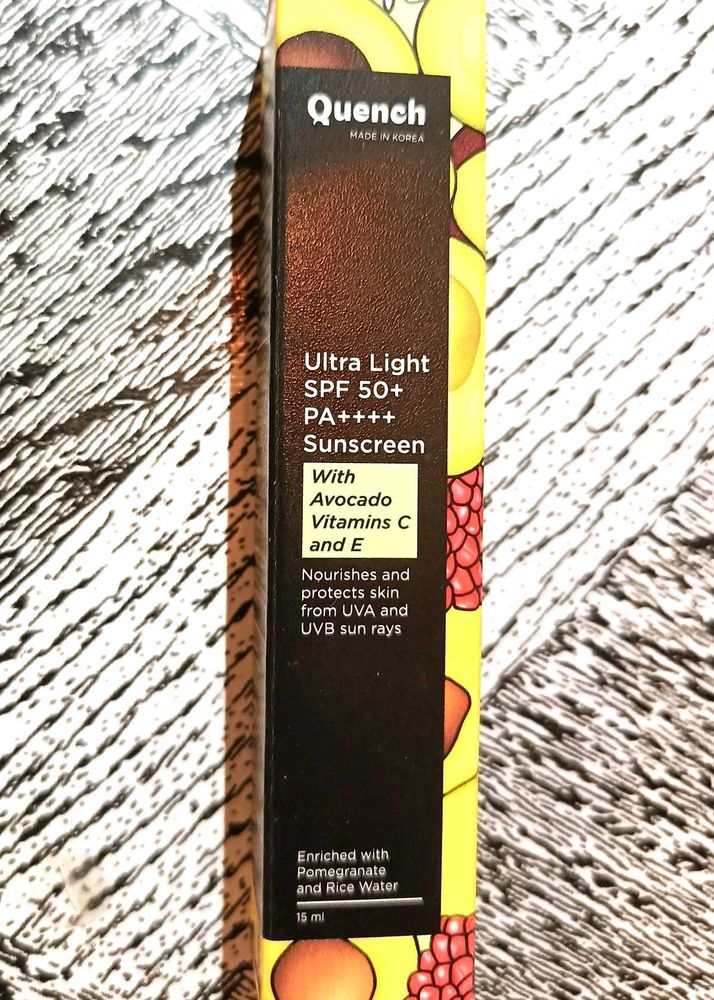 Quench
MADE IN KOREA
Ultra Light
SPF 50+
PA++++
Sunscreen
With
Avocado
Vitamins C
and E
Nourishes and
protects skin
from UVA and
UVB sun rays
Enriched with
Pomegranate
and Rice Water
15 ml